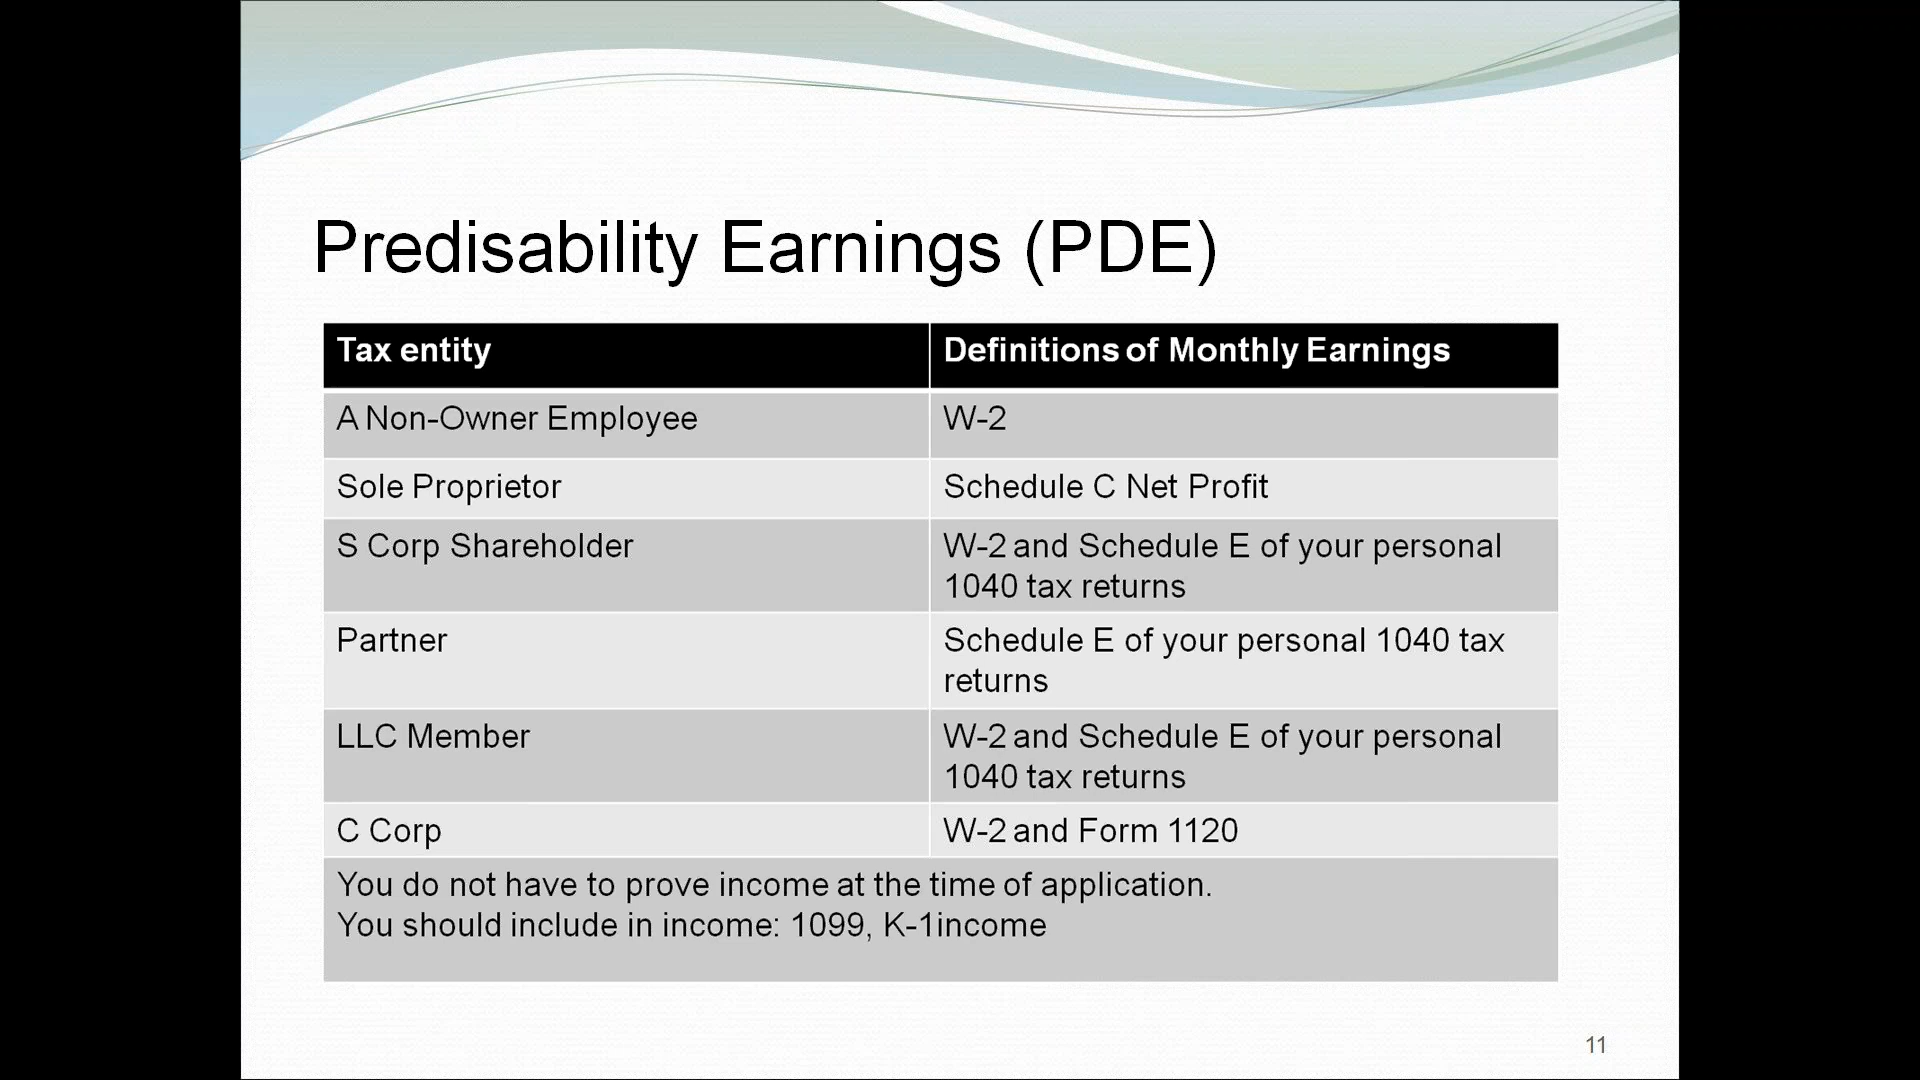 Predisability Earnings (PDE)
Tax entity
Definitions of Monthly Earnings
A Non-Owner Employee
W-2
Sole Proprietor
Schedule C Net Profit
S Corp Shareholder
W-2 and Schedule E of your personal
1040 tax returns
Partner
Schedule E of your personal 1040 tax
returns
LLC Member
W-2 and Schedule E of your personal
1040 tax returns
C Corp
W-2 and Form 1120
You do not have to prove income at the time of application.
You should include in income: 1099, K-1income
11